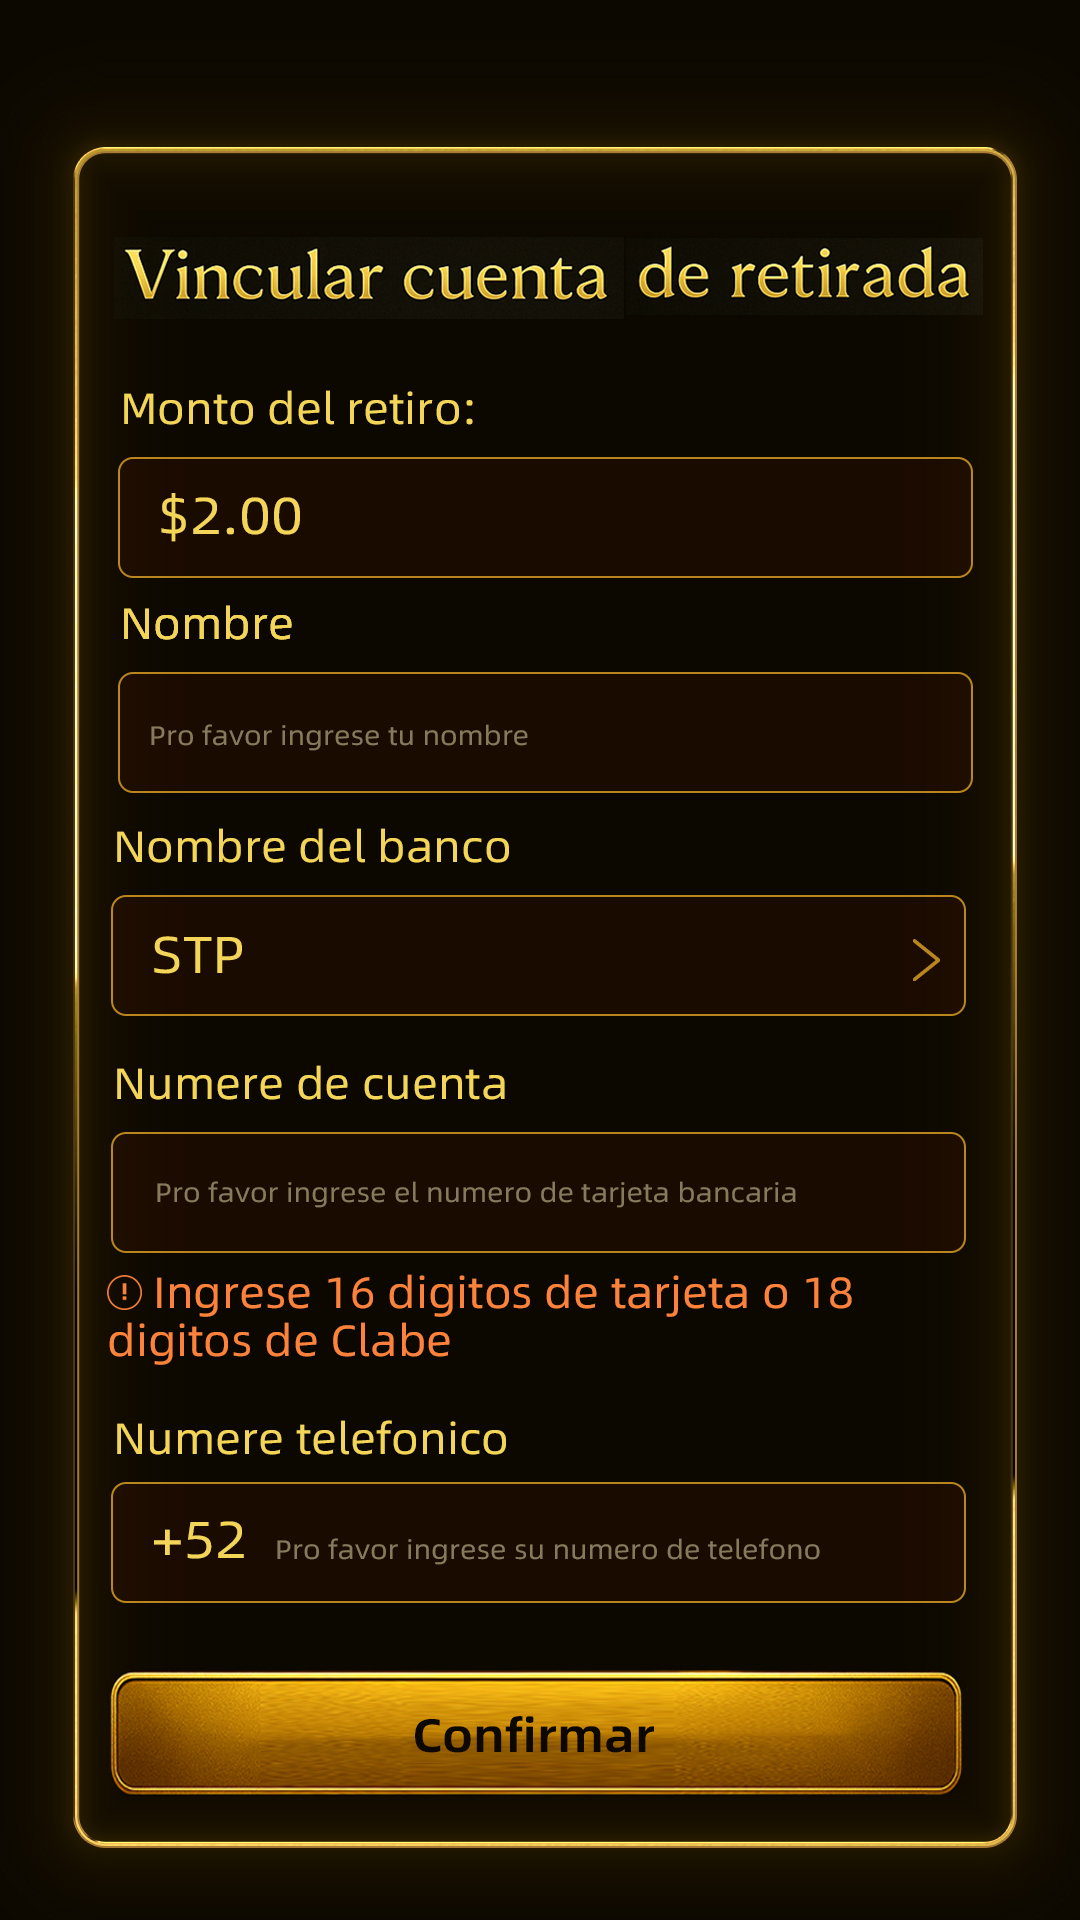 Vincular cuenta de retirada
Monto del retiro:
$2.00
Nombre
Pro favor ingrese tu nombre
Nombre del banco
STP
Numere de cuenta
Pro favor ingrese el numero de tarjeta bancaria
Ingrese 16 digitos de tarjeta o 18
digitos de Clabe
Numere telefonico
+52 Pro favor ingrese su numero de telefono
Confirmar